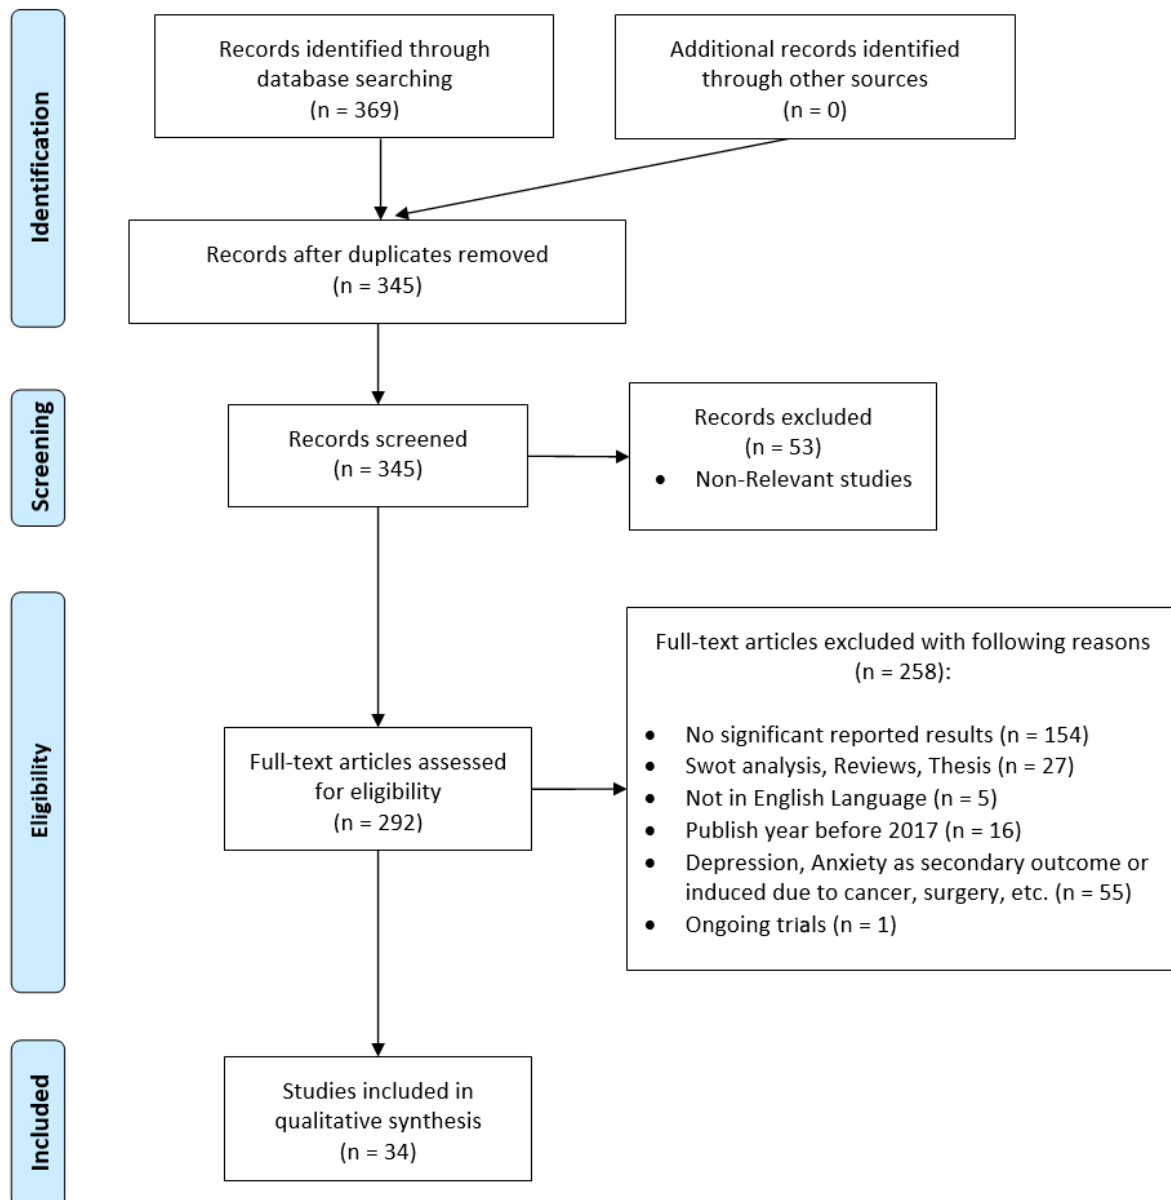 Identification
Records identified through
database searching
(n = 369)
Additional records identified
through other sources
(n = 0)
Records after duplicates removed
(n = 345)
Screening
Records screened
(n = 345)
Records excluded
(n = 53)
• Non-Relevant studies
Eligibility
Full-text articles assessed
for eligibility
(n = 292)
Full-text articles excluded with following reasons
(n = 258):
• No significant reported results (n = 154)
• Swot analysis, Reviews, Thesis (n = 27)
• Not in English Language (n = 5)
• Publish year before 2017 (n = 16)
• Depression, Anxiety as secondary outcome or
induced due to cancer, surgery, etc. (n = 55)
• Ongoing trials (n = 1)
Included
Studies included in
qualitative synthesis
(n = 34)